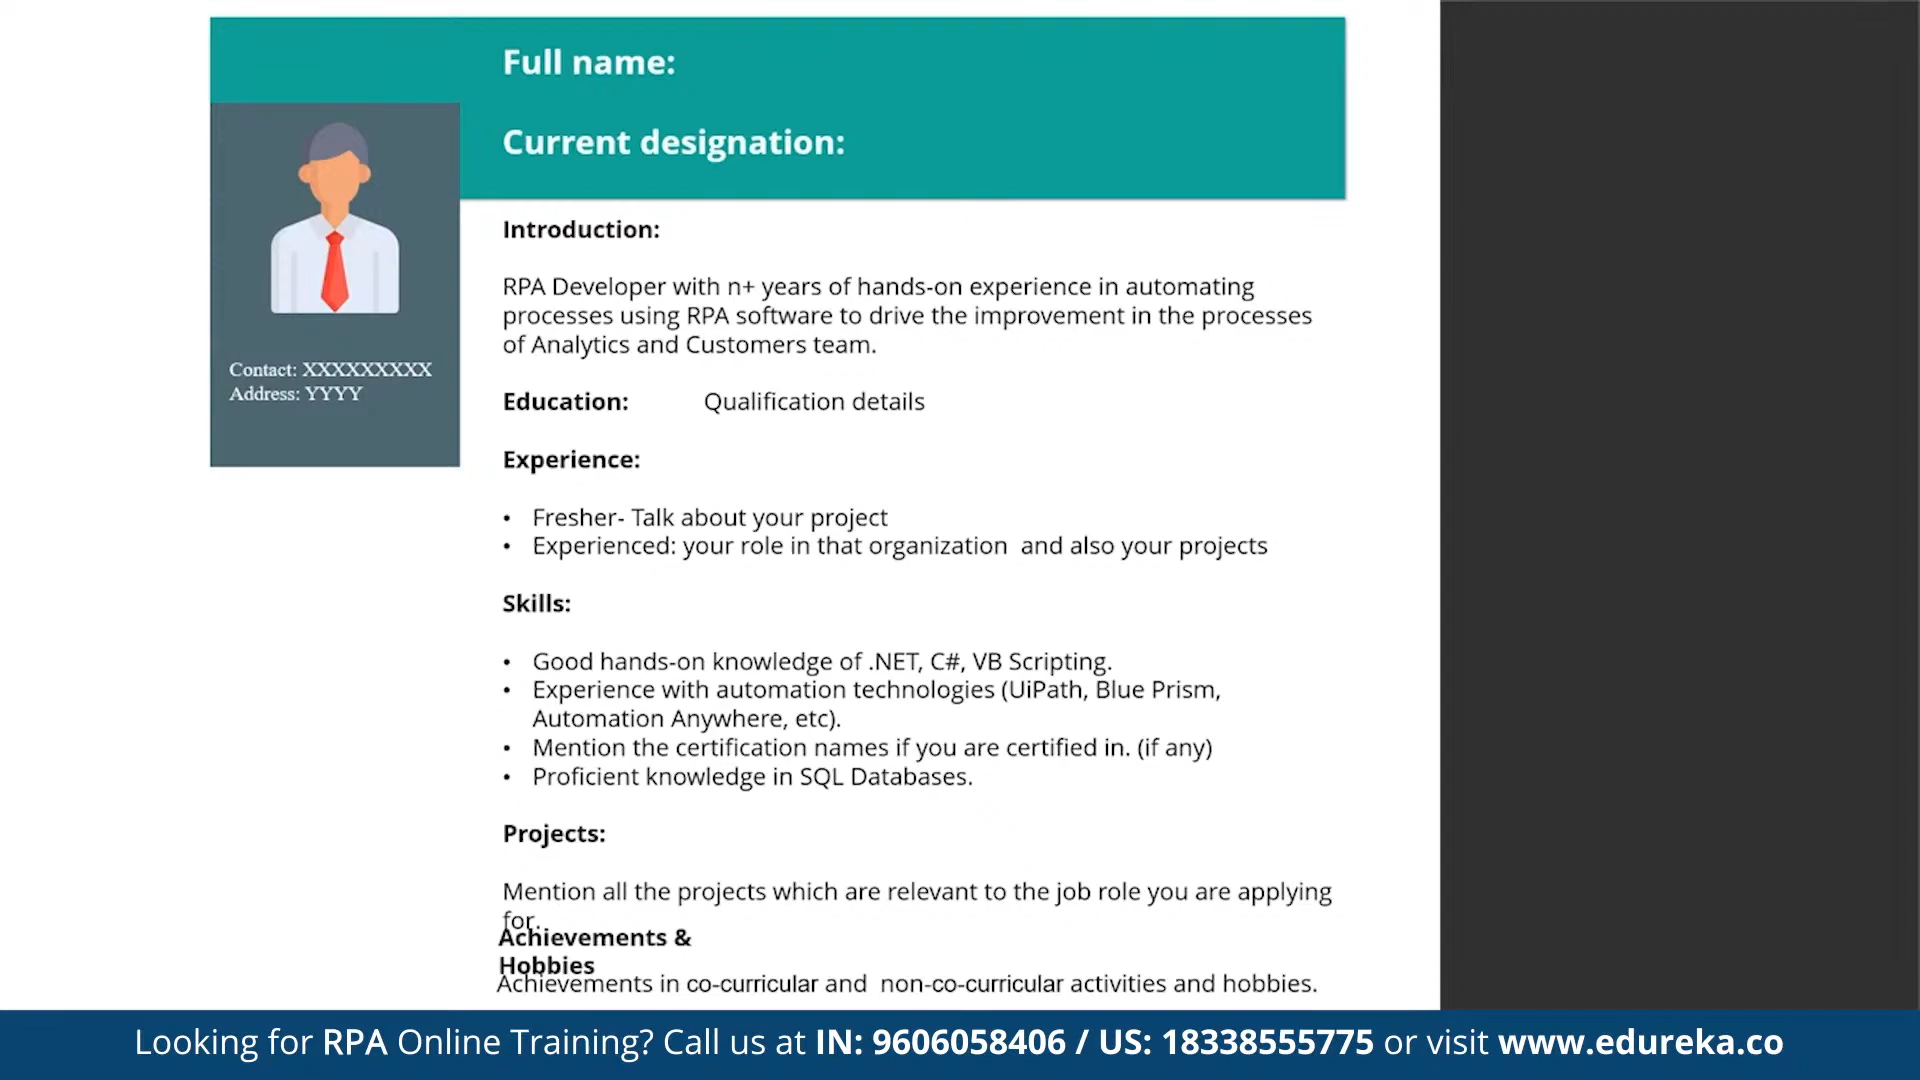 Full name:
Current designation:
Contact: XXXXXXXXX
Address: YYYY
Introduction:
RPA Developer with n+ years of hands-on experience in automating
processes using RPA software to drive the improvement in the processes
of Analytics and Customers team.
Education: Qualification details
Experience:
• Fresher- Talk about your project
• Experienced: your role in that organization and also your projects
Skills:
• Good hands-on knowledge of .NET, C#, VB Scripting.
• Experience with automation technologies (UiPath, Blue Prism,
Automation Anywhere, etc).
• Mention the certification names if you are certified in. (if any)
• Proficient knowledge in SQL Databases.
Projects:
Mention all the projects which are relevant to the job role you are applying
for.
Achievements &
Hobbies
Achievements in co-curricular and non-co-curricular activities and hobbies.
Looking for RPA Online Training? Call us at IN: 9606058406 / US: 18338555775 or visit www.edureka.co